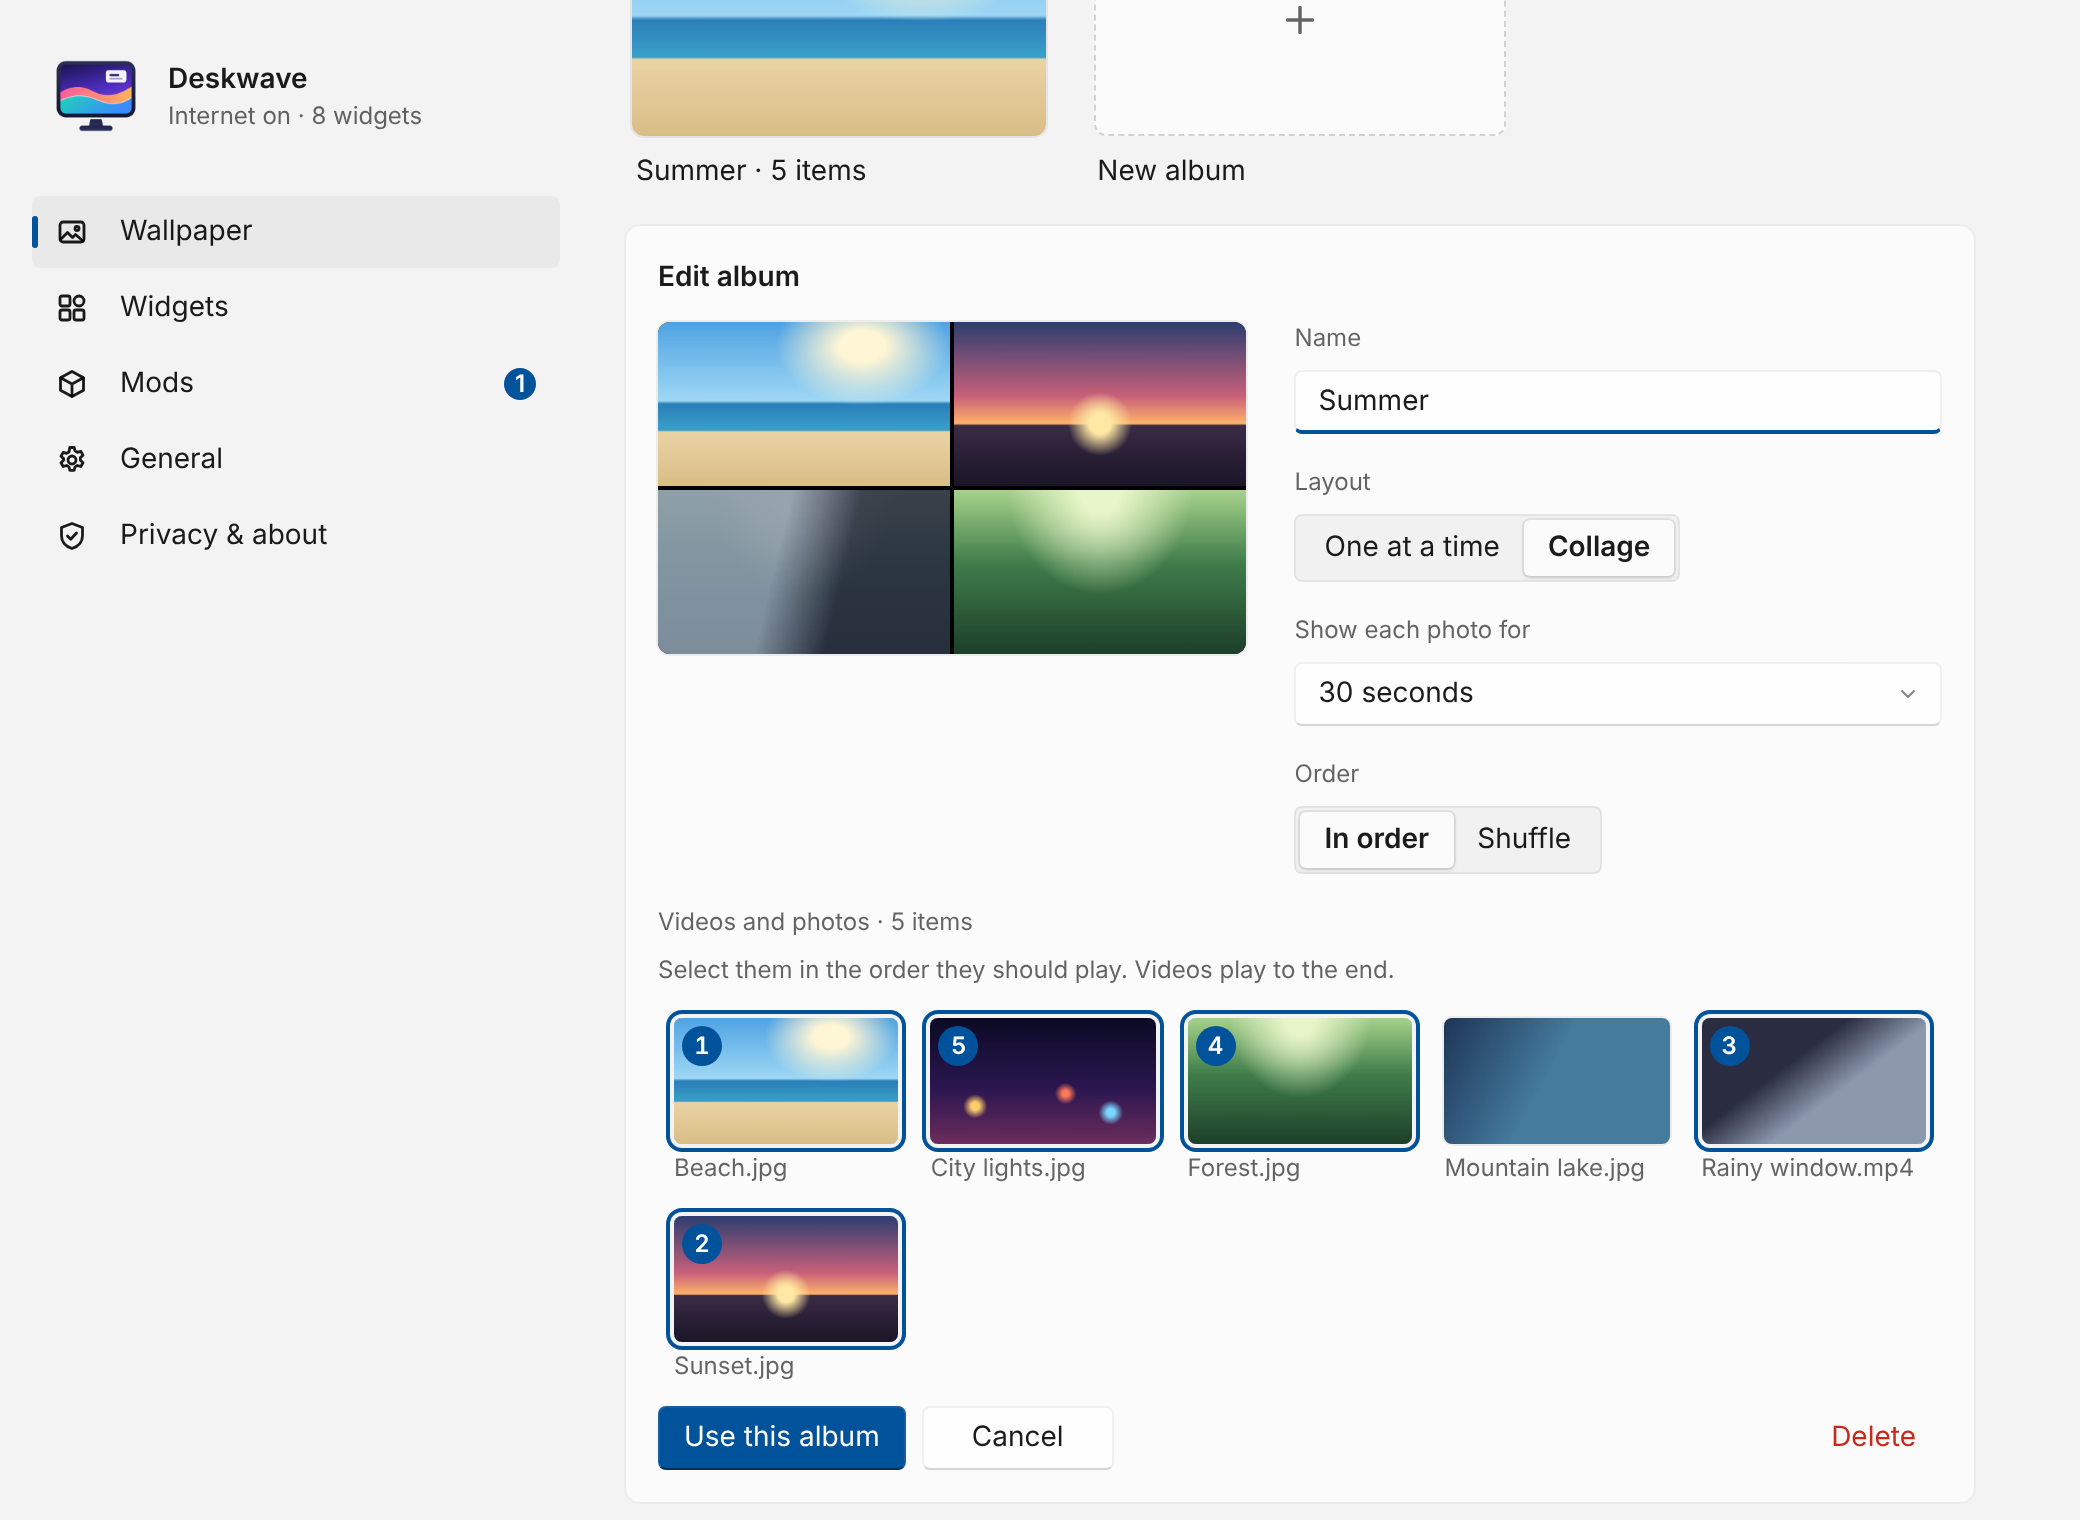 Deskwave
Internet on · 8 widgets
Wallpaper
Widgets
Mods
1
General
Privacy & about
Summer · 5 items
New album
Edit album
Name
Summer
Layout
One at a time
Collage
Show each photo for
30 seconds
Order
In order
Shuffle
Videos and photos · 5 items
Select them in the order they should play. Videos play to the end.
1
5
4
3
Beach.jpg
City lights.jpg
Forest.jpg
Mountain lake.jpg
Rainy window.mp4
2
Sunset.jpg
Use this album
Cancel
Delete